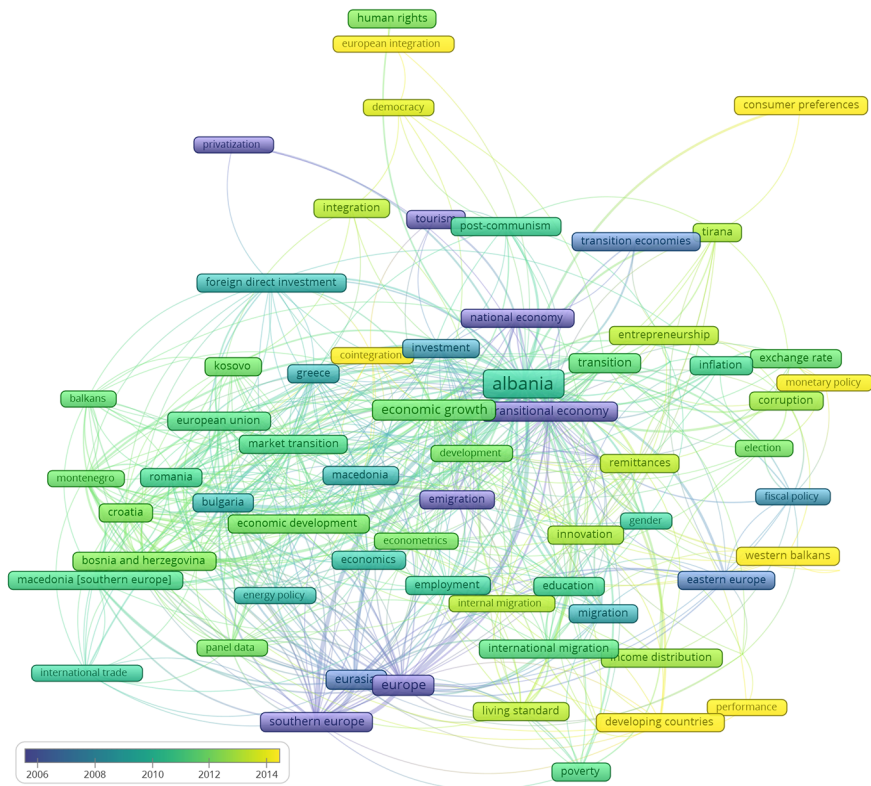 human rights
european integration
democracy
consumer preferences
privatization
integration
tourism
post-communism
tirana
transition economies
foreign direct investment
national economy
entrepreneurship
investment
cointegration
transition
exchange rate
inflation
kosovo
greece
albania
monetary policy
balkans
corruption
economic growth
transitional economy
european union
market transition
election
development
remittances
montenegro
romania
macedonia
bulgaria
emigration
fiscal policy
croatia
economic development
gender
innovation
econometrics
western balkans
bosnia and herzegovina
economics
macedonia [southern europe]
employment
education
eastern europe
energy policy
internal migration
migration
panel data
international migration
income distribution
international trade
eurasia
europe
performance
living standard
southern europe
developing countries
poverty
2006 2008 2010 2012 2014